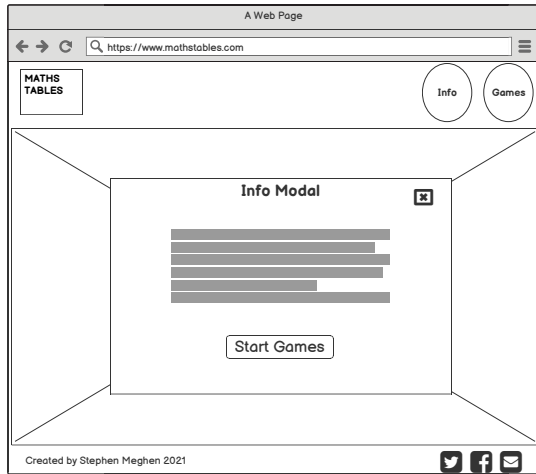 A Web Page
https://www.mathstables.com
MATHS
TABLES
Info
Games
Info Modal
Start Games
Created by Stephen Meghen 2021